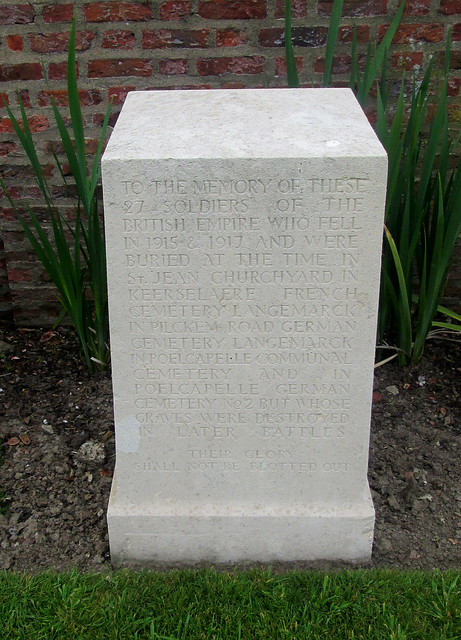 TO THE MEMORY OF THESE
27 SOLDIERS OF THE
BRITISH EMPIRE WHO FELL
IN 1915 & 1917 AND WERE
BURIED AT THE TIME IN
ST. JEAN CHURCHYARD IN
KEERSELAERE FRENCH
CEMETERY LANGEMARCK
IN PILCKEM ROAD GERMAN
CEMETERY LANGEMARCK
IN POELCAPELLE COMMUNAL
CEMETERY AND IN
POELCAPELLE GERMAN
CEMETERY No2 BUT WHOSE
GRAVES WERE DESTROYED
IN LATER BATTLES
THEIR GLORY
SHALL NOT BE BLOTTED OUT